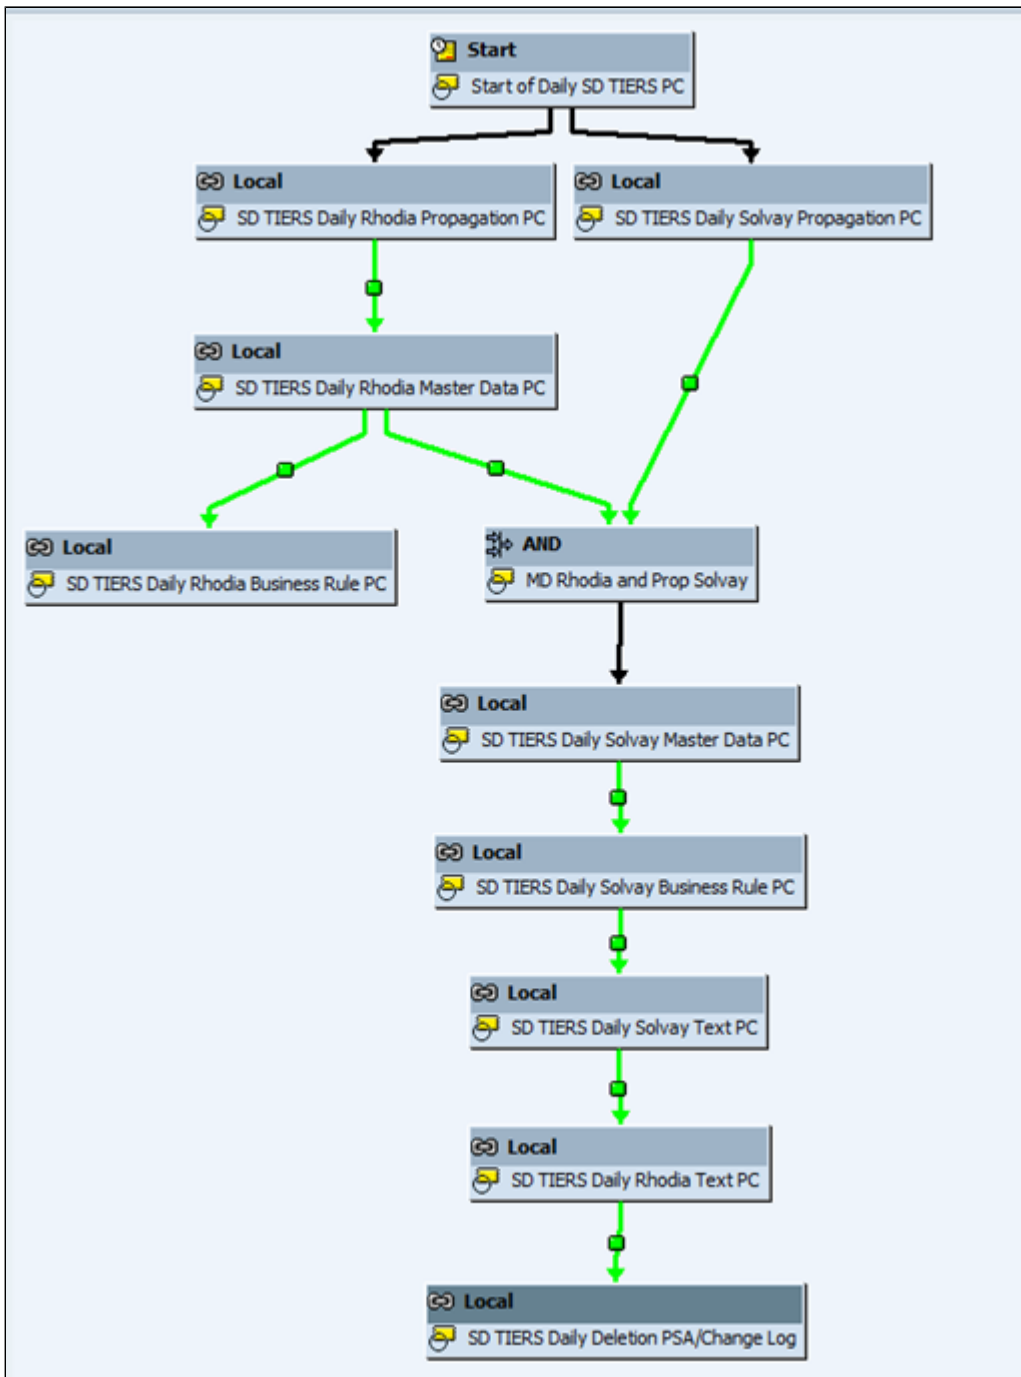 Start
Start of Daily SD TIERS PC
Local
SD TIERS Daily Rhodia Propagation PC
Local
SD TIERS Daily Solvay Propagation PC
Local
SD TIERS Daily Rhodia Master Data PC
Local
SD TIERS Daily Rhodia Business Rule PC
AND
MD Rhodia and Prop Solvay
Local
SD TIERS Daily Solvay Master Data PC
Local
SD TIERS Daily Solvay Business Rule PC
Local
SD TIERS Daily Solvay Text PC
Local
SD TIERS Daily Rhodia Text PC
Local
SD TIERS Daily Deletion PSA/Change Log